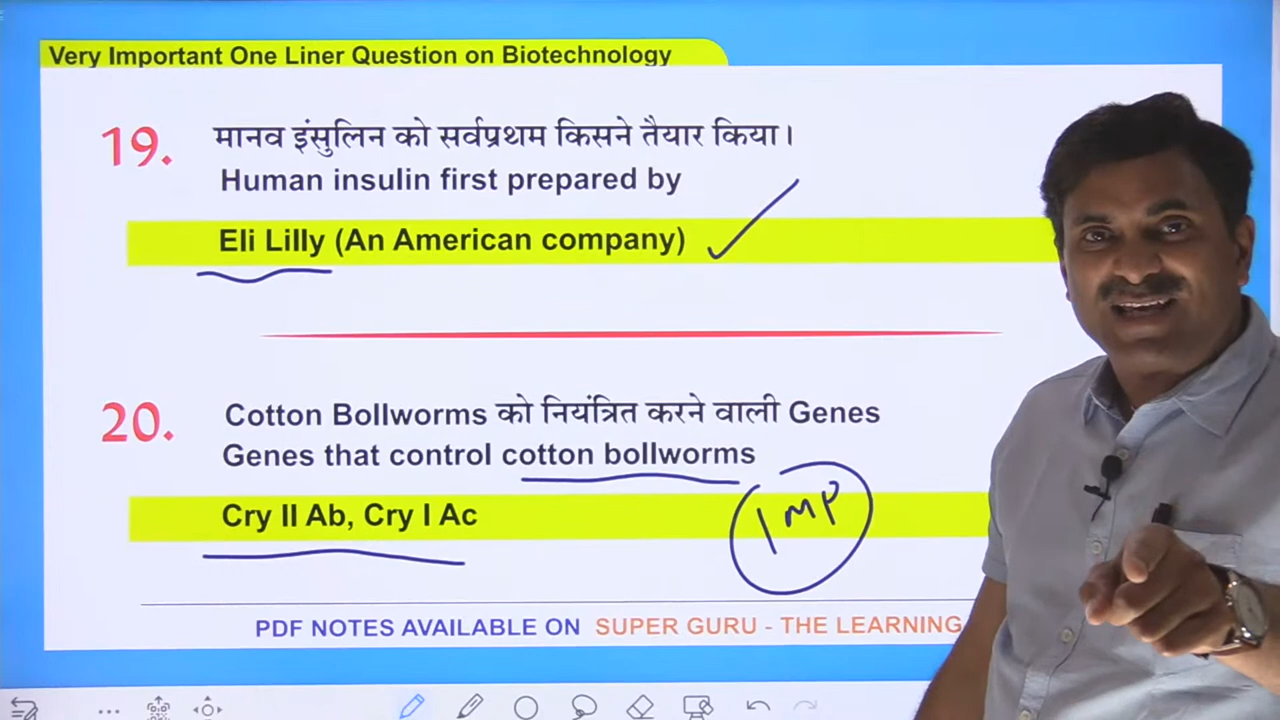 Very Important One Liner Question on Biotechnology
19. मानव इंसुलिन को सर्वप्रथम किसने तैयार किया।
Human insulin first prepared by
Eli Lilly (An American company)
20. Cotton Bollworms को नियंत्रित करने वाली Genes
Genes that control cotton bollworms
Cry II Ab, Cry I Ac
IMP
PDF NOTES AVAILABLE ON SUPER GURU - THE LEARNING